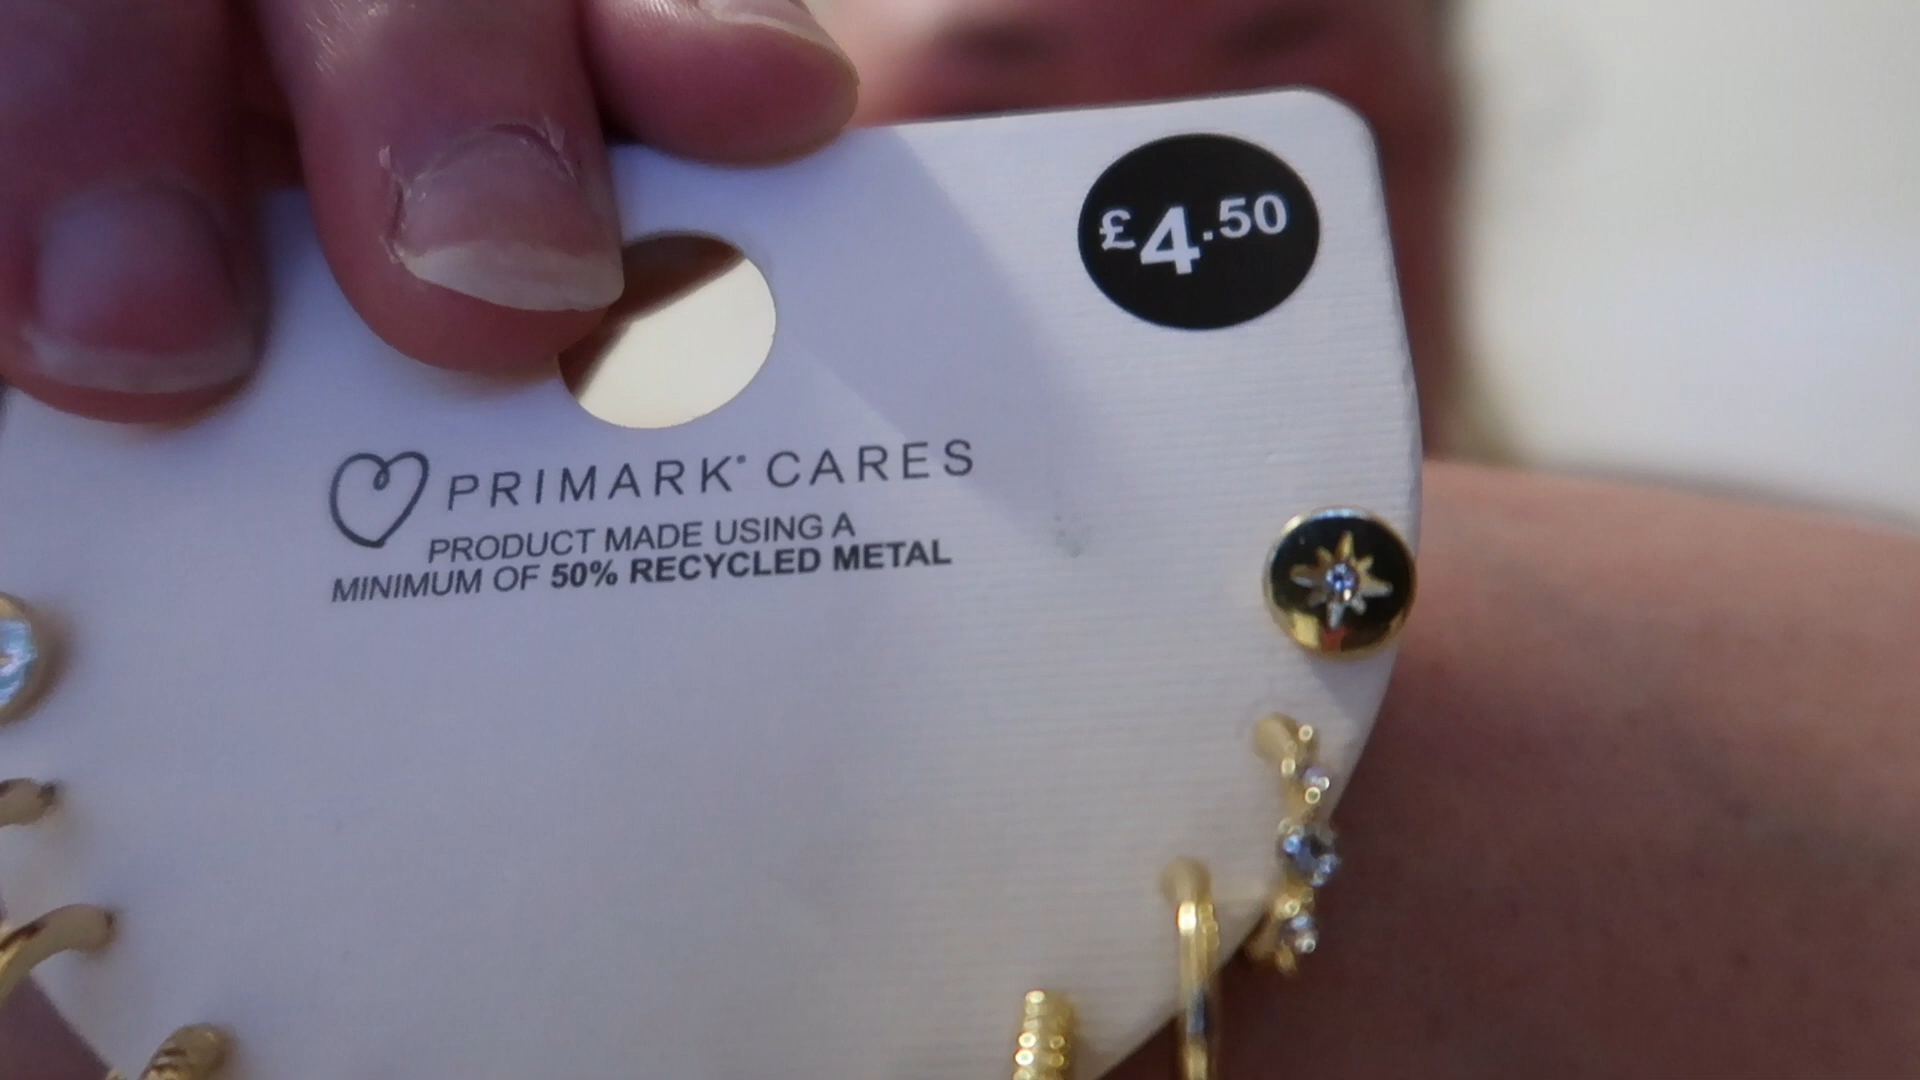 £4.50
PRIMARK® CARES
PRODUCT MADE USING A
MINIMUM OF 50% RECYCLED METAL